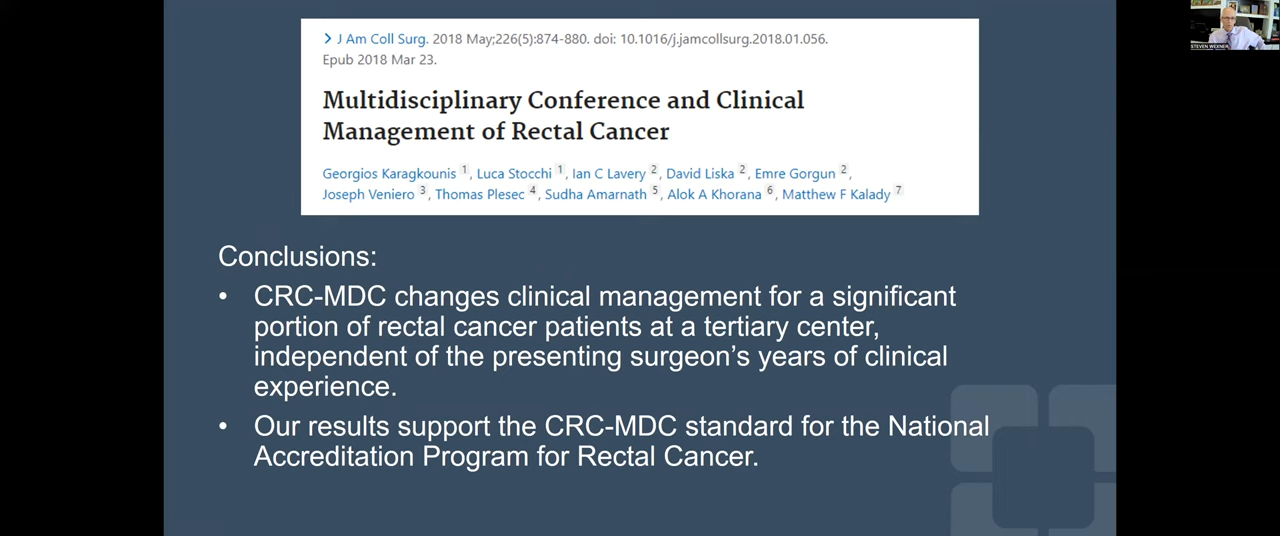 > J Am Coll Surg. 2018 May;226(5):874-880. doi: 10.1016/j.jamcollsurg.2018.01.056.
Epub 2018 Mar 23.
Multidisciplinary Conference and Clinical
Management of Rectal Cancer
Georgios Karagkounis 1, Luca Stocchi 1, Ian C Lavery 2, David Liska 2, Emre Gorgun 2,
Joseph Veniero 3, Thomas Plesec 4, Sudha Amarnath 5, Alok A Khorana 6, Matthew F Kalady 7
Conclusions:
• CRC-MDC changes clinical management for a significant
portion of rectal cancer patients at a tertiary center,
independent of the presenting surgeon’s years of clinical
experience.
• Our results support the CRC-MDC standard for the National
Accreditation Program for Rectal Cancer.
STEVEN WEXNER